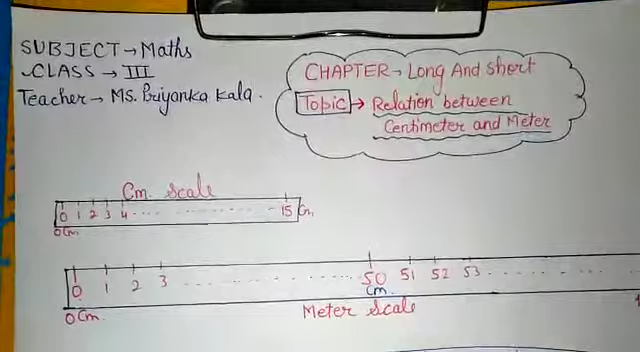 SUBJECT → Maths
CLASS → III
Teacher → MS. Priyanka Kala.
CHAPTER → Long And Short
Topic → Relation between
Centimeter and Meter
Cm. scale
0 1 2 3 4 ..... 15 Cm.
0 Cm.
0 1 2 3 ..... 50 51 52 53 .....
Cm.
0 Cm.
Meter Scale